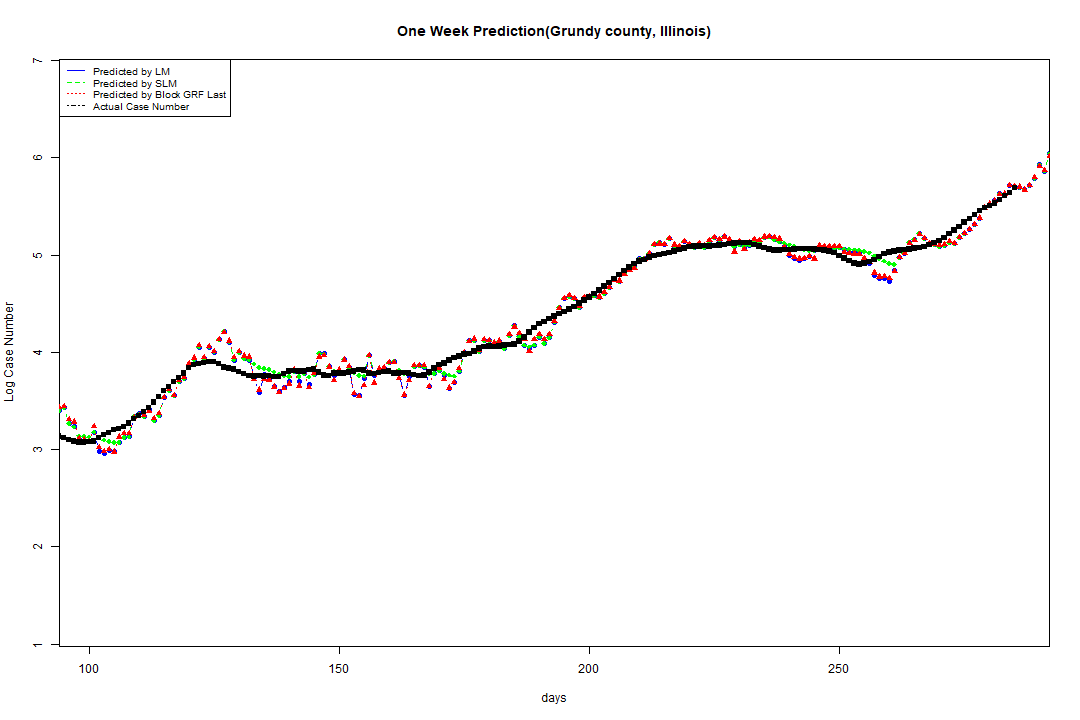 One Week Prediction(Grundy county, Illinois)
7
Predicted by LM
Predicted by SLM
Predicted by Block GRF Last
Actual Case Number
6
5
4
3
2
1
Log Case Number
100 150 200 250
days